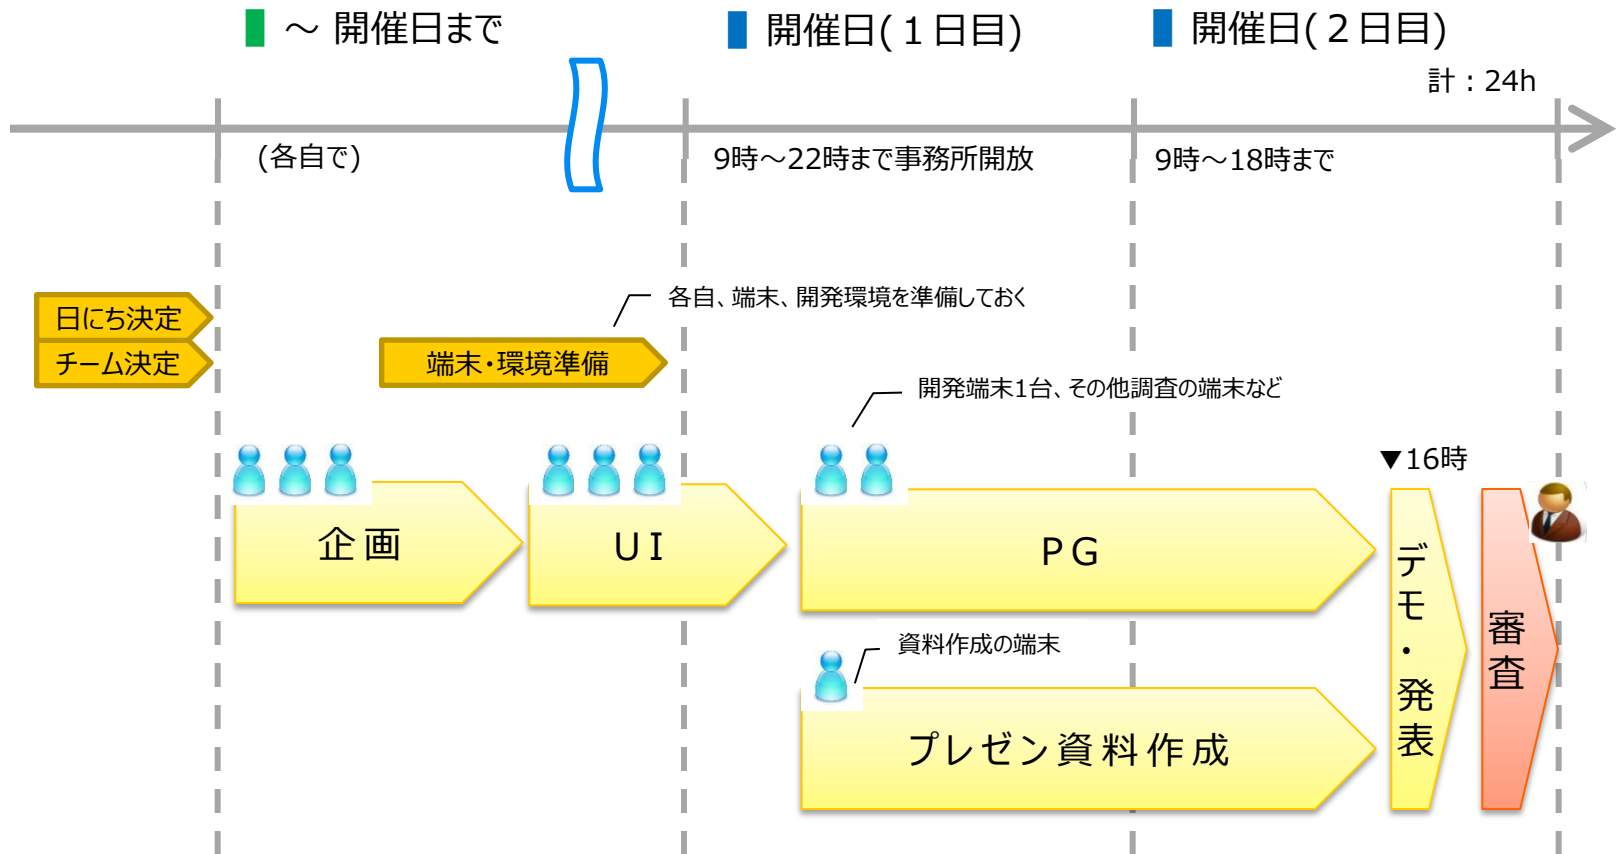 ～ 開催日まで
開催日(１日目)
開催日(２日目)
計：24h
(各自で)
9時～22時まで事務所開放
9時～18時まで
日にち決定
チーム決定
各自、端末、開発環境を準備しておく
端末・環境準備
開発端末1台、その他調査の端末など
▼16時
企画
UI
PG
デモ・発表
審査
資料作成の端末
プレゼン資料作成